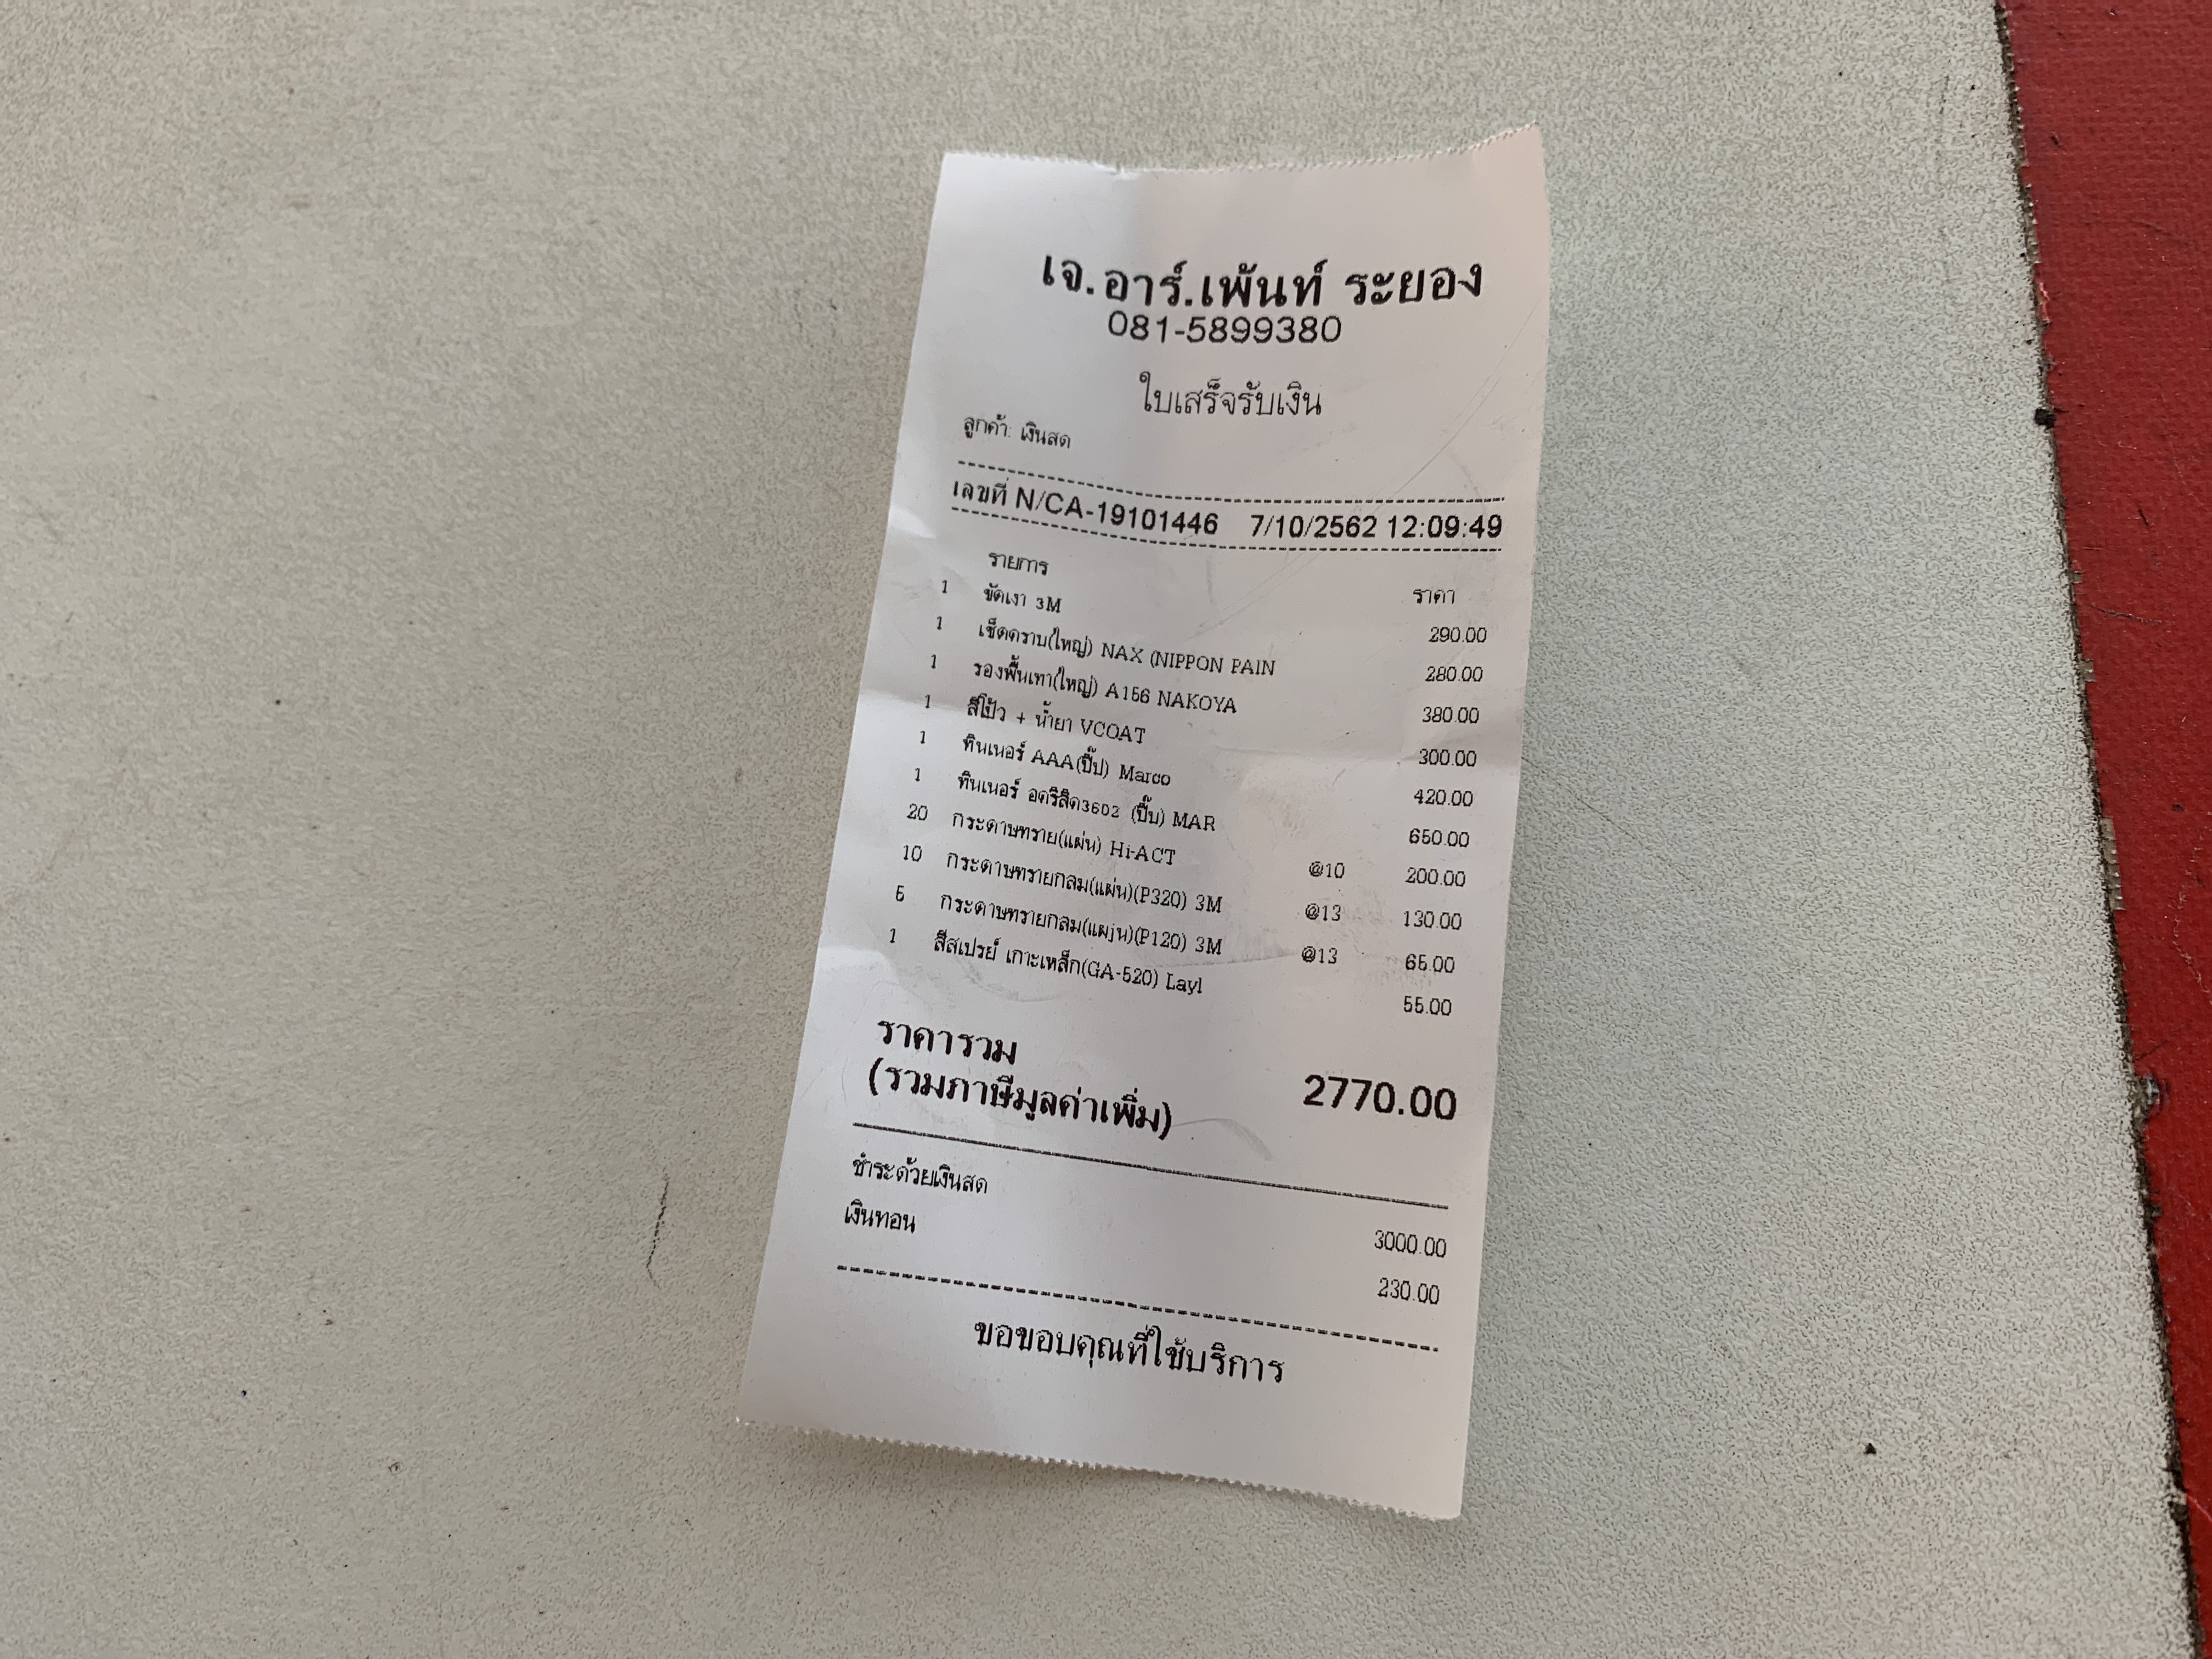 เจ.อาร์.เพ้นท์ ระยอง
081-5899380
ใบเสร็จรับเงิน
ลูกค้า: เงินสด
เลขที่ N/CA-19101446 7/10/2562 12:09:49
รายการ ราคา
1 ขัดเงา 3M 290.00
1 เช็ดคราบ(ใหญ่) NAX (NIPPON PAIN 280.00
1 รองพื้นเทา(ใหญ่) A156 NAKOYA 380.00
1 สีโป๊ว + น้ำยา VCOAT 300.00
1 ทินเนอร์ AAA(ปี๊ป) Marco 420.00
1 ทินเนอร์ อคริลิค3602 (ปี๊บ) MAR 650.00
20 กระดาษทราย(แผ่น) Hi-ACT @10 200.00
10 กระดาษทรายกลม(แผ่น)(P320) 3M @13 130.00
5 กระดาษทรายกลม(แผ่น)(P120) 3M @13 65.00
1 สีสเปรย์ เกาะเหล็ก(GA-520) Layl 55.00
ราคารวม
(รวมภาษีมูลค่าเพิ่ม) 2770.00
ชำระด้วยเงินสด 3000.00
เงินทอน 230.00
ขอขอบคุณที่ใช้บริการ